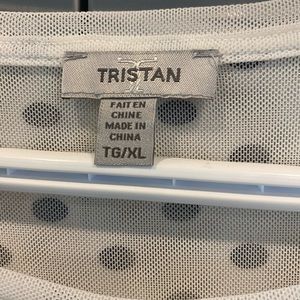 TRISTAN
FAIT EN
CHINE
MADE IN
CHINA
TG/XL